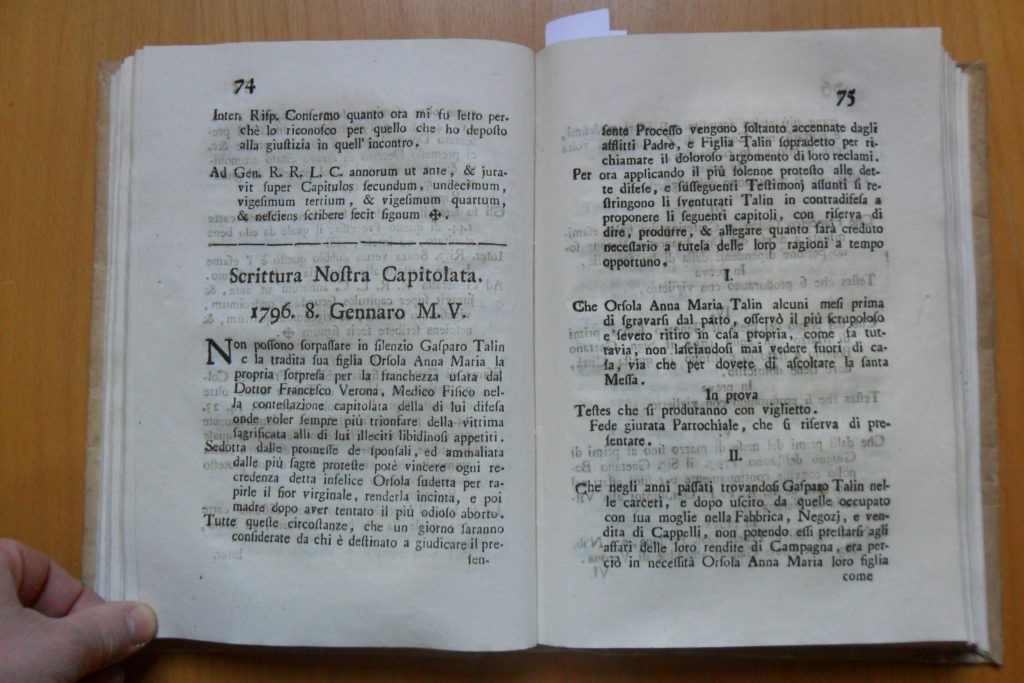 74
Inter. Risp. Confermo quanto ora mi fu letto per-
chè lo riconosco per quello che ho deposto
alla giustizia in quell' incontro.
Ad Gen. R. R. L. C. annorum ut ante, & jura-
vit super Capitulos secundum, undecimum,
vigesimum tertium, & vigesimum quartum,
& nesciens scribere fecit signum ✠.
Scrittura Nostra Capitolata.
1796. 8. Gennaro M. V.
Non possono sorpassare in silenzio Gasparo Talin
e la tradita sua figlia Orsola Anna Maria la
propria sorpresa per la franchezza usata dal
Dottor Francesco Verona, Medico Fisico nel-
la contestazione capitolata della di lui difesa
onde voler sempre più trionfare della vittima
sagrificata alli di lui illeciti libidinosi appetiti.
Sedotta dalle promesse de sponsali, ed ammaliata
dalle più sagre proteste potè vincere ogni re-
credenza detta infelice Orsola sudetta per ra-
pirle il fior virginale, renderla incinta, e poi
madre dopo aver tentato il più odioso aborto.
Tutte queste circostanze, che un giorno saranno
considerate da chi è destinato a giudicare il pre-
sen-
75
sente Processo vengono soltanto accennate dagli
afflitti Padre, e Figlia Talin sopradetto per ri-
chiamare il doloroso argomento di loro reclami.
Per ora applicando il più solenne protesto alle det-
te difese, e susseguenti Testimonj assunti si re-
stringono li sventurati Talin in contradifesa a
proponere li seguenti capitoli, con riserva di
dire, produrre, & allegare quanto sarà creduto
necessario a tutela delle loro ragioni a tempo
opportuno.
I.
Che Orsola Anna Maria Talin alcuni mesi prima
di sgravarsi dal parto, osservò il più scrupoloso
e severo ritiro in casa propria, come fa tut-
tavia, non lasciandosi mai vedere fuori di ca-
sa, via che per dovere di ascoltare la santa
Messa.
In prova
Testes che si produranno con viglietto.
Fede giurata Parrochiale, che si riserva di pre-
sentare.
II.
Che negli anni passati trovandosi Gasparo Talin nel-
le carceri, e dopo uscito da quelle occupato
con sua moglie nella Fabbrica, Negozj, e ven-
dita di Cappelli, non potendo essi prestarsi agli
affari delle loro rendite di Campagna, era per-
ciò in necessità Orsola Anna Maria loro figlia
come